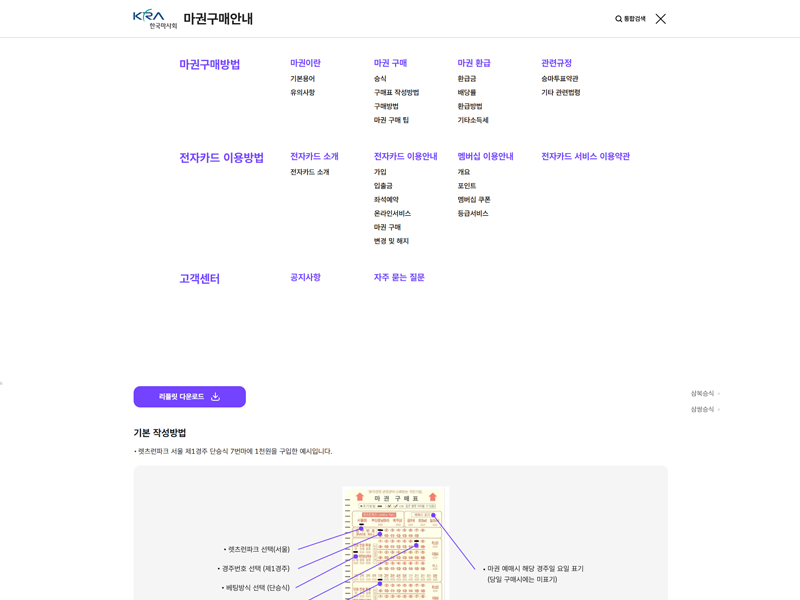 KRA 한국마사회 마권구매안내
통합검색
마권구매방법
마권이란
기본용어
유의사항
마권 구매
승식
구매표 작성방법
구매방법
마권 구매 팁
마권 환급
환급금
배당률
환급방법
기타소득세
관련규정
승마투표약관
기타 관련법령
전자카드 이용방법
전자카드 소개
전자카드 소개
전자카드 이용안내
가입
입출금
좌석예약
온라인서비스
마권 구매
변경 및 해지
멤버십 이용안내
개요
포인트
멤버십 쿠폰
등급서비스
전자카드 서비스 이용약관
고객센터
공지사항
자주 묻는 질문
리플릿 다운로드
삼복승식
삼쌍승식
기본 작성방법
• 렛츠런파크 서울 제1경주 단승식 7번마에 1천원을 구입한 예시입니다.
마 권 구 매 표
• 렛츠런파크 선택(서울)
• 경주번호 선택 (제1경주)
• 베팅방식 선택 (단승식)
• 마권 예매시 해당 경주일 요일 표기
(당일 구매시에는 미표기)